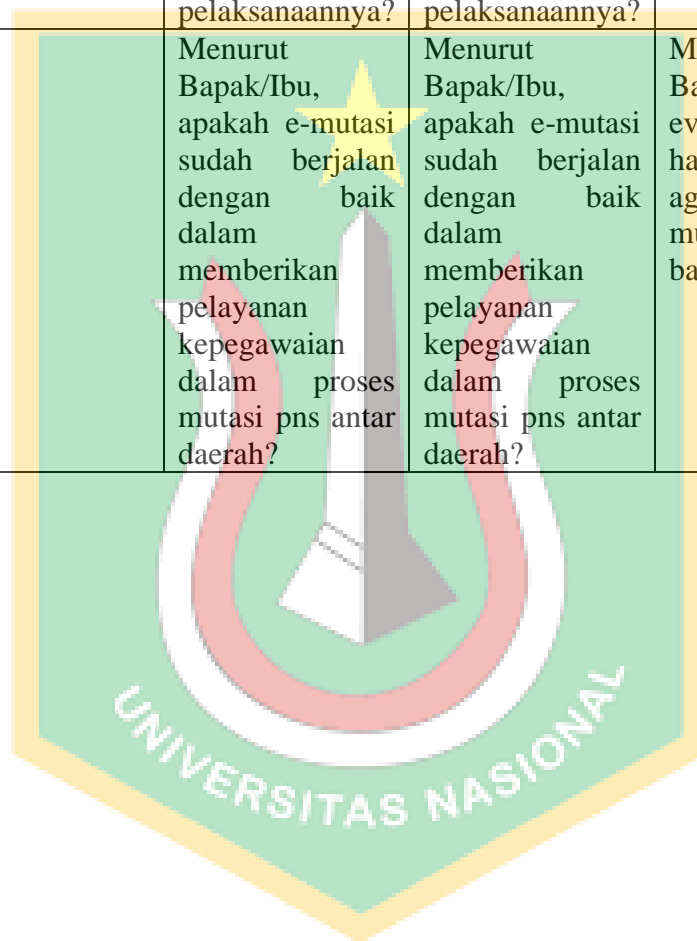 pelaksanaannya?
Menurut
Bapak/Ibu,
apakah e-mutasi
sudah berjalan
dengan baik
dalam
memberikan
pelayanan
kepegawaian
dalam proses
mutasi pns antar
daerah?
pelaksanaannya?
Menurut
Bapak/Ibu,
apakah e-mutasi
sudah berjalan
dengan baik
dalam
memberikan
pelayanan
kepegawaian
dalam proses
mutasi pns antar
daerah?
UNIVERSITAS NASIONAL